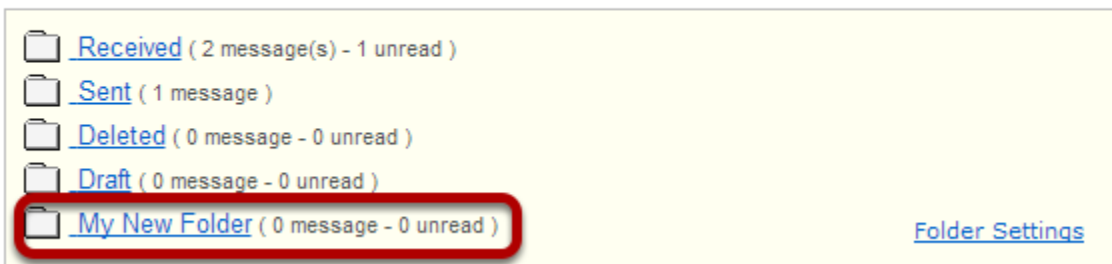 Received ( 2 message(s) - 1 unread )
Sent ( 1 message )
Deleted ( 0 message - 0 unread )
Draft ( 0 message - 0 unread )
My New Folder ( 0 message - 0 unread )
Folder Settings